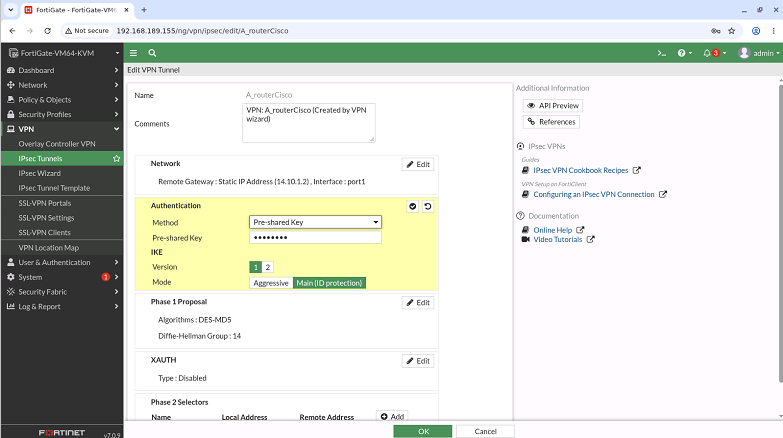 FortiGate - FortiGate-VM6
Not secure 192.168.189.155/ng/vpn/ipsec/edit/A_routerCisco
FortiGate-VM64-KVM
3
admin
Dashboard
Network
Policy & Objects
Security Profiles
VPN
Overlay Controller VPN
IPsec Tunnels
IPsec Wizard
IPsec Tunnel Template
SSL-VPN Portals
SSL-VPN Settings
SSL-VPN Clients
VPN Location Map
User & Authentication
System 1
Security Fabric
Log & Report
FORTINET v7.0.9
Edit VPN Tunnel
Name A_routerCisco
Comments VPN: A_routerCisco (Created by VPN
wizard)
Network Edit
Remote Gateway : Static IP Address (14.10.1.2) , Interface : port1
Authentication
Method Pre-shared Key
Pre-shared Key ••••••••
IKE
Version 1 2
Mode Aggressive Main (ID protection)
Phase 1 Proposal Edit
Algorithms : DES-MD5
Diffie-Hellman Group : 14
XAUTH Edit
Type : Disabled
Phase 2 Selectors
Name Local Address Remote Address Add
OK Cancel
Additional Information
API Preview
References
IPsec VPNs
Guides
IPsec VPN Cookbook Recipes
VPN Setup on FortiClient
Configuring an IPsec VPN Connection
Documentation
Online Help
Video Tutorials